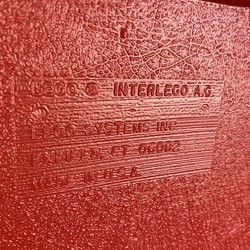 LEGO ® INTERLEGO A.G.
LEGO SYSTEMS INC
ENFIELD, CT 06082
MADE IN U.S.A.